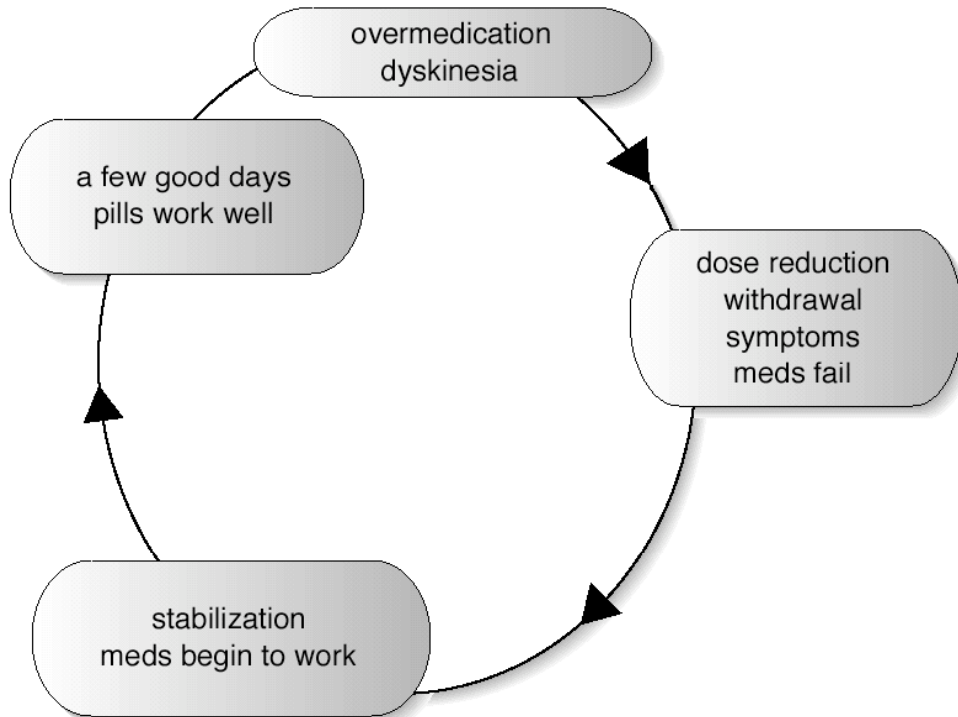 overmedication
dyskinesia
a few good days
pills work well
dose reduction
withdrawal
symptoms
meds fail
stabilization
meds begin to work